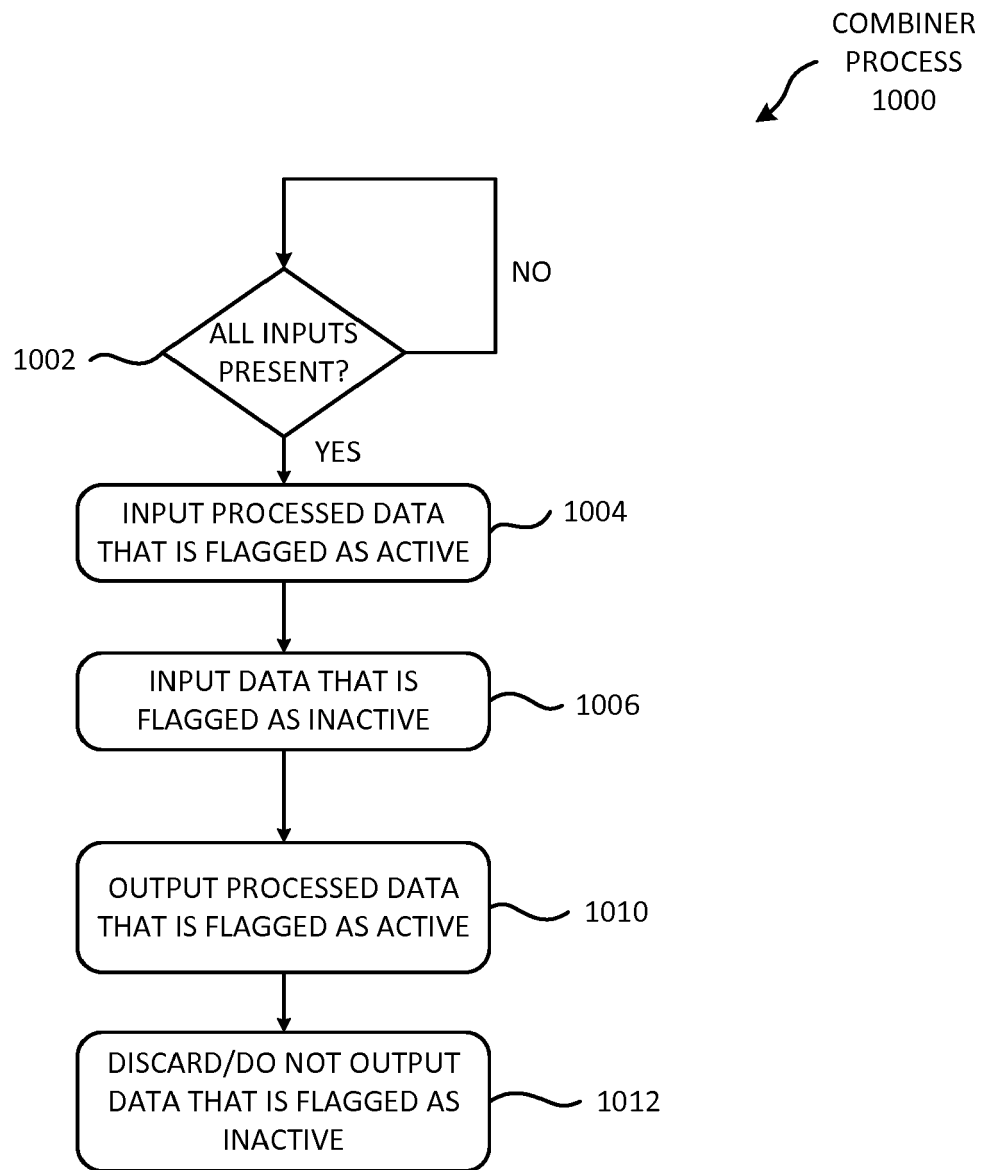 COMBINER
PROCESS
1000
NO
ALL INPUTS
PRESENT?
1002
YES
INPUT PROCESSED DATA
THAT IS FLAGGED AS ACTIVE
1004
INPUT DATA THAT IS
FLAGGED AS INACTIVE
1006
OUTPUT PROCESSED DATA
THAT IS FLAGGED AS ACTIVE
1010
DISCARD/DO NOT OUTPUT
DATA THAT IS FLAGGED AS
INACTIVE
1012